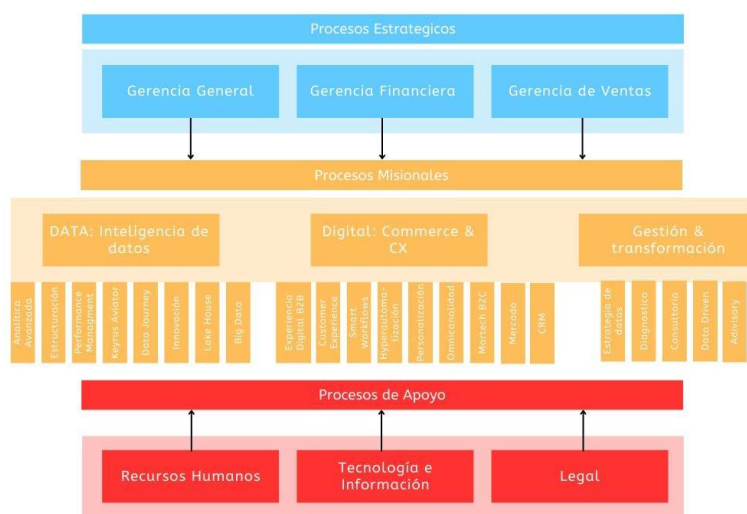 Procesos Estrategicos
Gerencia General
Gerencia Financiera
Gerencia de Ventas
Procesos Misionales
DATA: Inteligencia de
datos
Digital: Commerce &
CX
Gestión &
transformación
Analítica
Avanzada
Estructuración
Performance
Managment
Keyrus Aviator
Data Journey
Innovación
Lake House
Big Data
Experiencia
Digital B2B
Customer
Experience
Smart
Workflows
Hyperautoma-
tización
Personalización
Omnicanalidad
Martech B2C
Mercado
CRM
Estrategia de
datos
Diagnostico
Consultorio
Data Driven
Adivisory
Procesos de Apoyo
Recursos Humanos
Tecnología e
Información
Legal